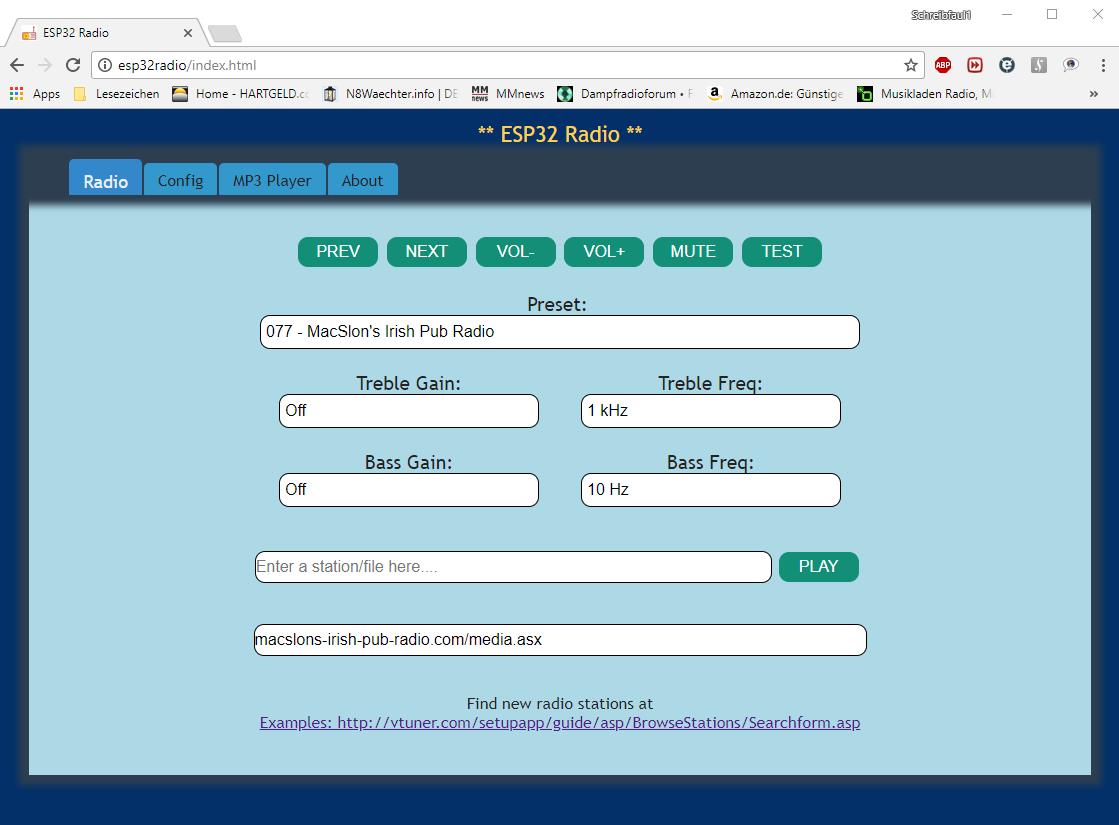 Schreibfaul1
ESP32 Radio
esp32radio/index.html
ABP
Apps Lesezeichen Home - HARTGELD.c N8Waechter.info | DE MM news MMnews Dampfradioforum • F a Amazon.de: Günstige Musikladen Radio, M »
** ESP32 Radio **
Radio Config MP3 Player About
PREV NEXT VOL- VOL+ MUTE TEST
Preset:
077 - MacSlon's Irish Pub Radio
Treble Gain: Treble Freq:
Off 1 kHz
Bass Gain: Bass Freq:
Off 10 Hz
Enter a station/file here.... PLAY
macslons-irish-pub-radio.com/media.asx
Find new radio stations at
Examples: http://vtuner.com/setupapp/guide/asp/BrowseStations/Searchform.asp